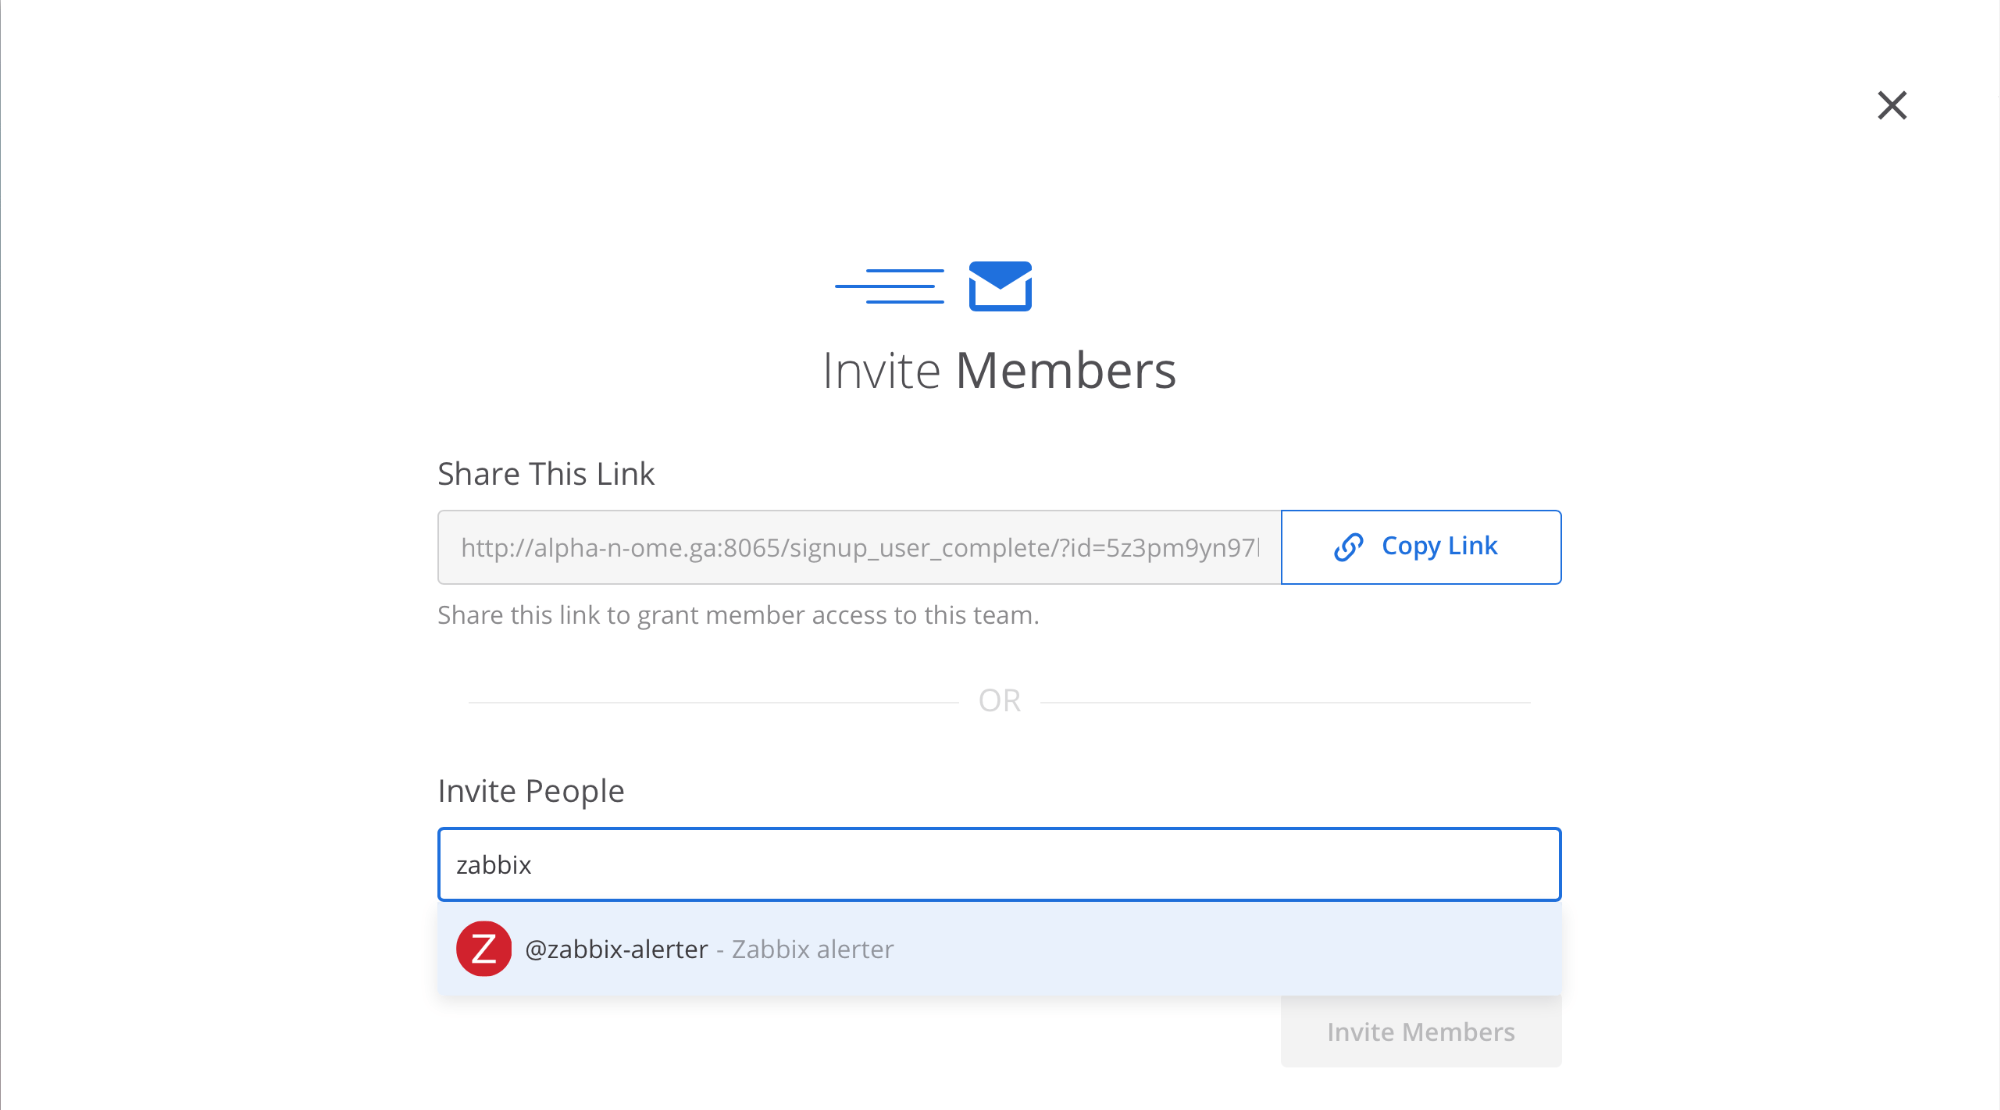 Invite Members
Share This Link
http://alpha-n-ome.ga:8065/signup_user_complete/?id=5z3pm9yn97
Copy Link
Share this link to grant member access to this team.
OR
Invite People
zabbix
Z @zabbix-alerter - Zabbix alerter
Invite Members